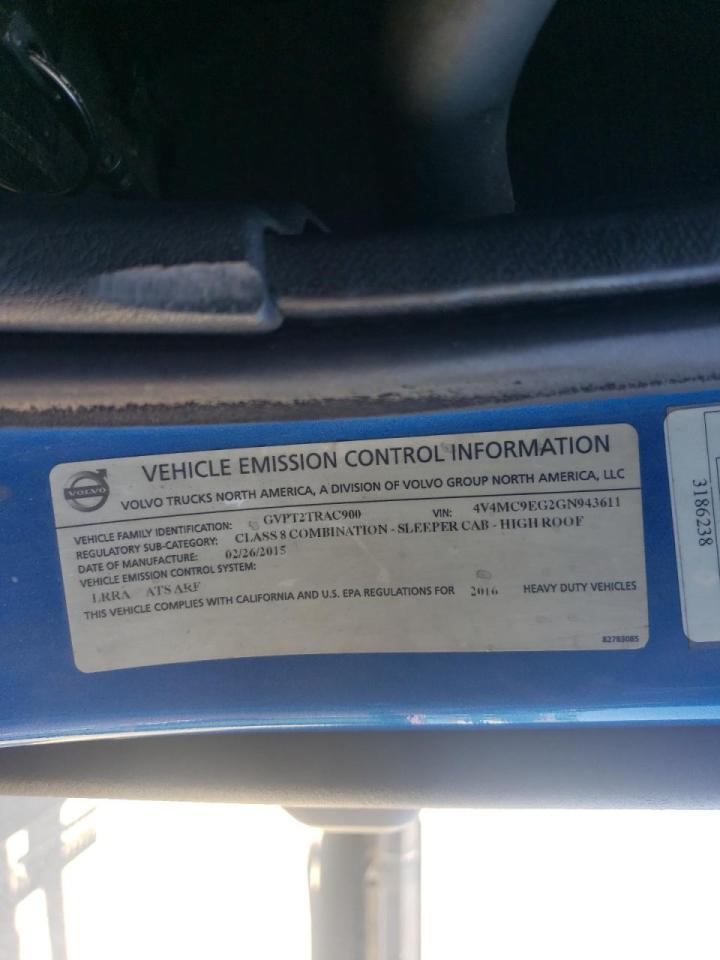 VOLVO
VEHICLE EMISSION CONTROL INFORMATION
VOLVO TRUCKS NORTH AMERICA, A DIVISION OF VOLVO GROUP NORTH AMERICA, LLC
VEHICLE FAMILY IDENTIFICATION: GVPT2TRAC900 VIN: 4V4MC9EG2GN943611
REGULATORY SUB-CATEGORY: CLASS 8 COMBINATION - SLEEPER CAB - HIGH ROOF
DATE OF MANUFACTURE: 02/26/2015
VEHICLE EMISSION CONTROL SYSTEM:
LRRA ATS ARF
THIS VEHICLE COMPLIES WITH CALIFORNIA AND U.S. EPA REGULATIONS FOR 2016 HEAVY DUTY VEHICLES
82783085
3186238